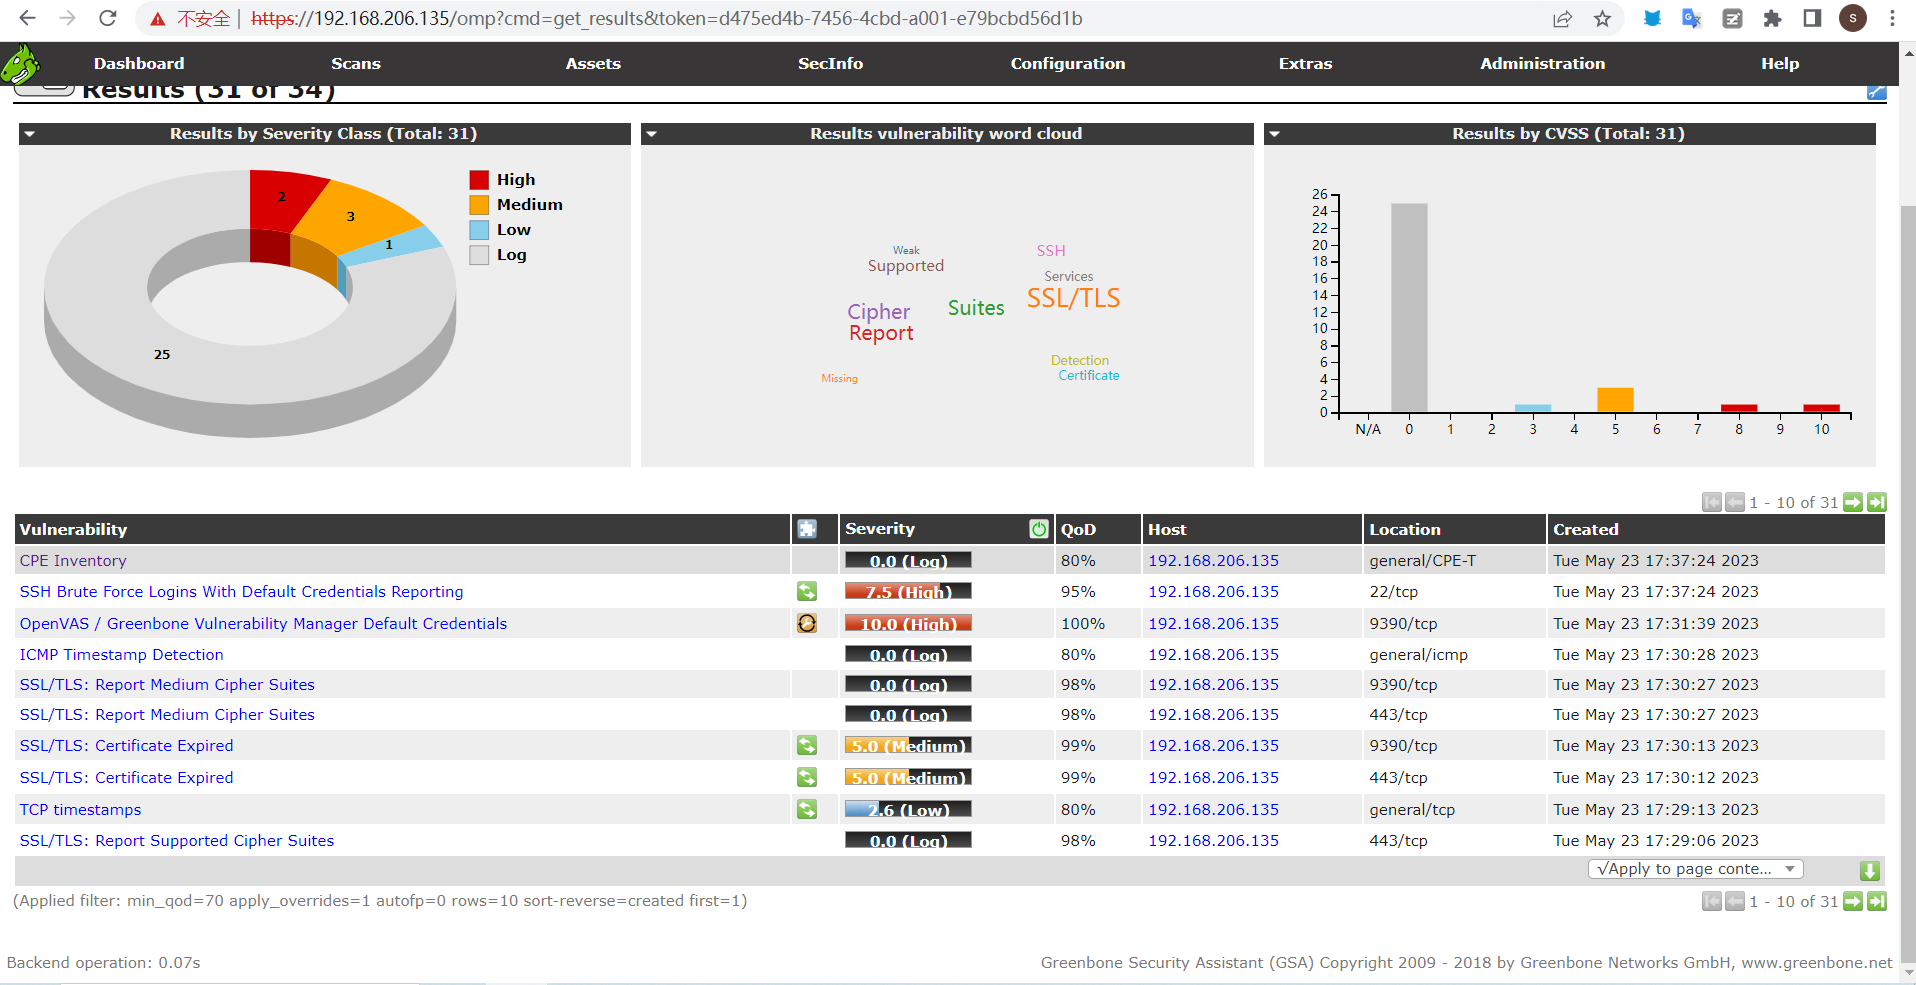 不安全 | https://192.168.206.135/omp?cmd=get_results&token=d475ed4b-7456-4cbd-a001-e79bcbd56d1b
S
Dashboard Scans Assets SecInfo Configuration Extras Administration Help
Results (31 of 34)
Results by Severity Class (Total: 31)
2
3
1
25
High
Medium
Low
Log
Results vulnerability word cloud
Weak
Supported
SSH
Services
SSL/TLS
Cipher
Suites
Report
Detection
Certificate
Missing
Results by CVSS (Total: 31)
26
24
22
20
18
16
14
12
10
8
6
4
2
0
N/A 0 1 2 3 4 5 6 7 8 9 10
1 - 10 of 31
Vulnerability Severity QoD Host Location Created
CPE Inventory 0.0 (Log) 80% 192.168.206.135 general/CPE-T Tue May 23 17:37:24 2023
SSH Brute Force Logins With Default Credentials Reporting 7.5 (High) 95% 192.168.206.135 22/tcp Tue May 23 17:37:24 2023
OpenVAS / Greenbone Vulnerability Manager Default Credentials 10.0 (High) 100% 192.168.206.135 9390/tcp Tue May 23 17:31:39 2023
ICMP Timestamp Detection 0.0 (Log) 80% 192.168.206.135 general/icmp Tue May 23 17:30:28 2023
SSL/TLS: Report Medium Cipher Suites 0.0 (Log) 98% 192.168.206.135 9390/tcp Tue May 23 17:30:27 2023
SSL/TLS: Report Medium Cipher Suites 0.0 (Log) 98% 192.168.206.135 443/tcp Tue May 23 17:30:27 2023
SSL/TLS: Certificate Expired 5.0 (Medium) 99% 192.168.206.135 9390/tcp Tue May 23 17:30:13 2023
SSL/TLS: Certificate Expired 5.0 (Medium) 99% 192.168.206.135 443/tcp Tue May 23 17:30:12 2023
TCP timestamps 2.6 (Low) 80% 192.168.206.135 general/tcp Tue May 23 17:29:13 2023
SSL/TLS: Report Supported Cipher Suites 0.0 (Log) 98% 192.168.206.135 443/tcp Tue May 23 17:29:06 2023
√Apply to page conte...
(Applied filter: min_qod=70 apply_overrides=1 autofp=0 rows=10 sort-reverse=created first=1)
1 - 10 of 31
Backend operation: 0.07s
Greenbone Security Assistant (GSA) Copyright 2009 - 2018 by Greenbone Networks GmbH, www.greenbone.net